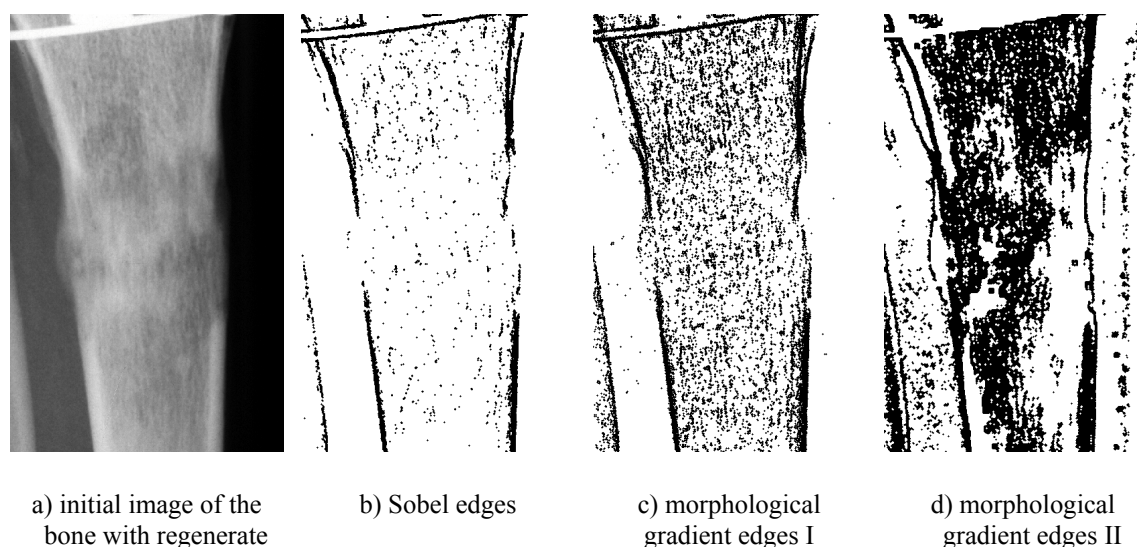 a) initial image of the
bone with regenerate
b) Sobel edges
c) morphological
gradient edges I
d) morphological
gradient edges II